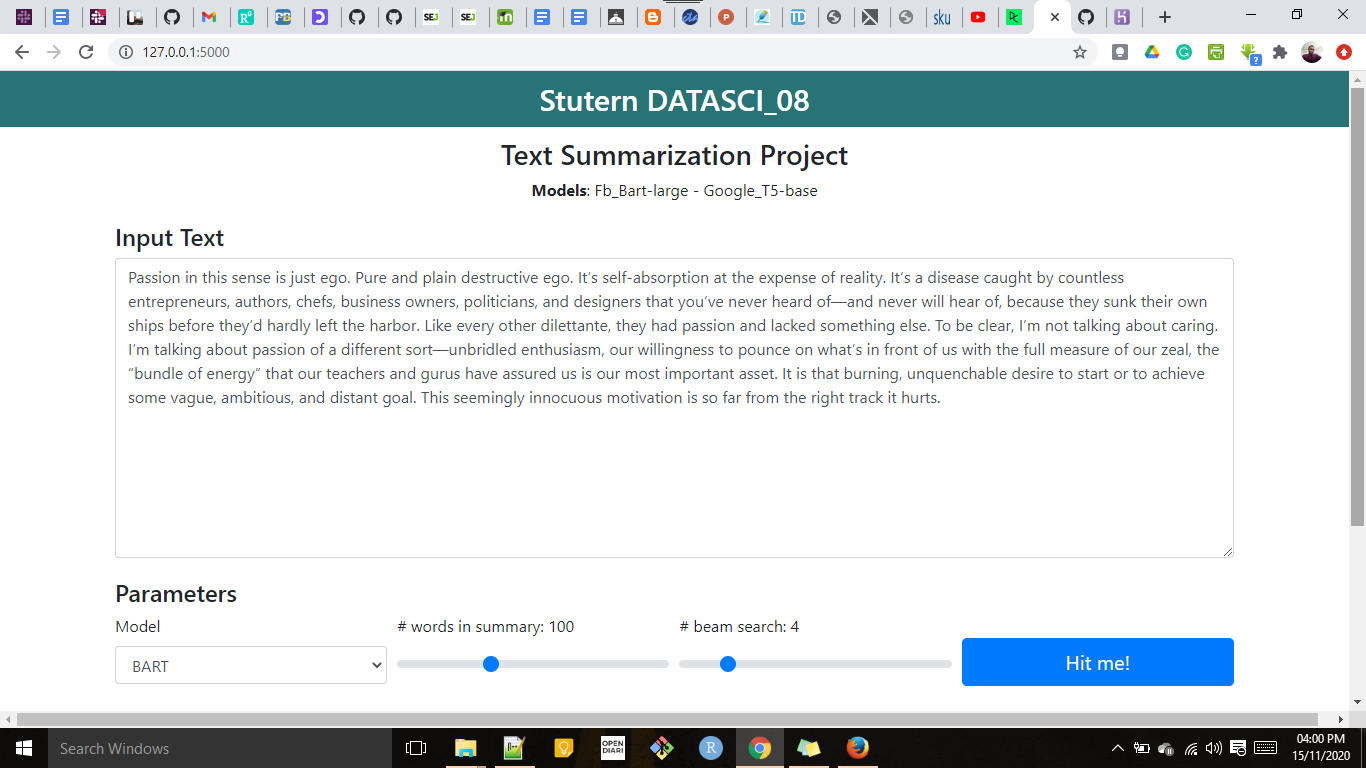 SEJ SEJ TD sku
127.0.0.1:5000
Stutern DATASCI_08
Text Summarization Project
Models: Fb_Bart-large - Google_T5-base
Input Text
Passion in this sense is just ego. Pure and plain destructive ego. It’s self-absorption at the expense of reality. It’s a disease caught by countless
entrepreneurs, authors, chefs, business owners, politicians, and designers that you’ve never heard of—and never will hear of, because they sunk their own
ships before they’d hardly left the harbor. Like every other dilettante, they had passion and lacked something else. To be clear, I’m not talking about caring.
I’m talking about passion of a different sort—unbridled enthusiasm, our willingness to pounce on what’s in front of us with the full measure of our zeal, the
“bundle of energy” that our teachers and gurus have assured us is our most important asset. It is that burning, unquenchable desire to start or to achieve
some vague, ambitious, and distant goal. This seemingly innocuous motivation is so far from the right track it hurts.
Parameters
Model # words in summary: 100 # beam search: 4
BART Hit me!
Search Windows OPEN DIARI R 04:00 PM
15/11/2020